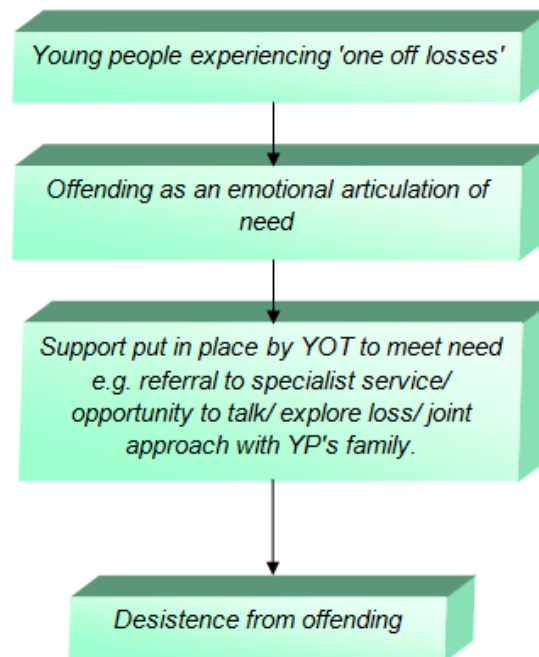 Young people experiencing 'one off losses'
Offending as an emotional articulation of
need
Support put in place by YOT to meet need
e.g. referral to specialist service/
opportunity to talk/ explore loss/ joint
approach with YP's family.
Desistence from offending